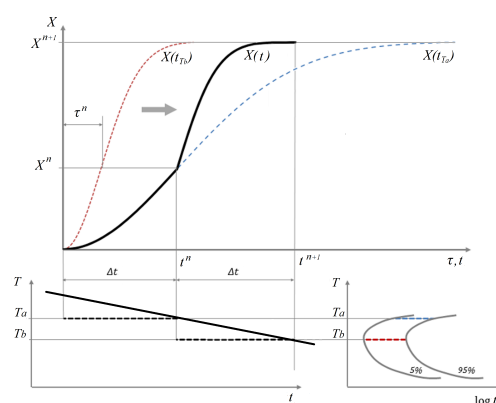 X
X^{n+1}
X(t_{Tb})
X(t)
X(t_{Ta})
τ^n
X^n
t^n
t^{n+1}
τ, t
Δt
Δt
T
Ta
Tb
t
T
Ta
Tb
5%
95%
log t